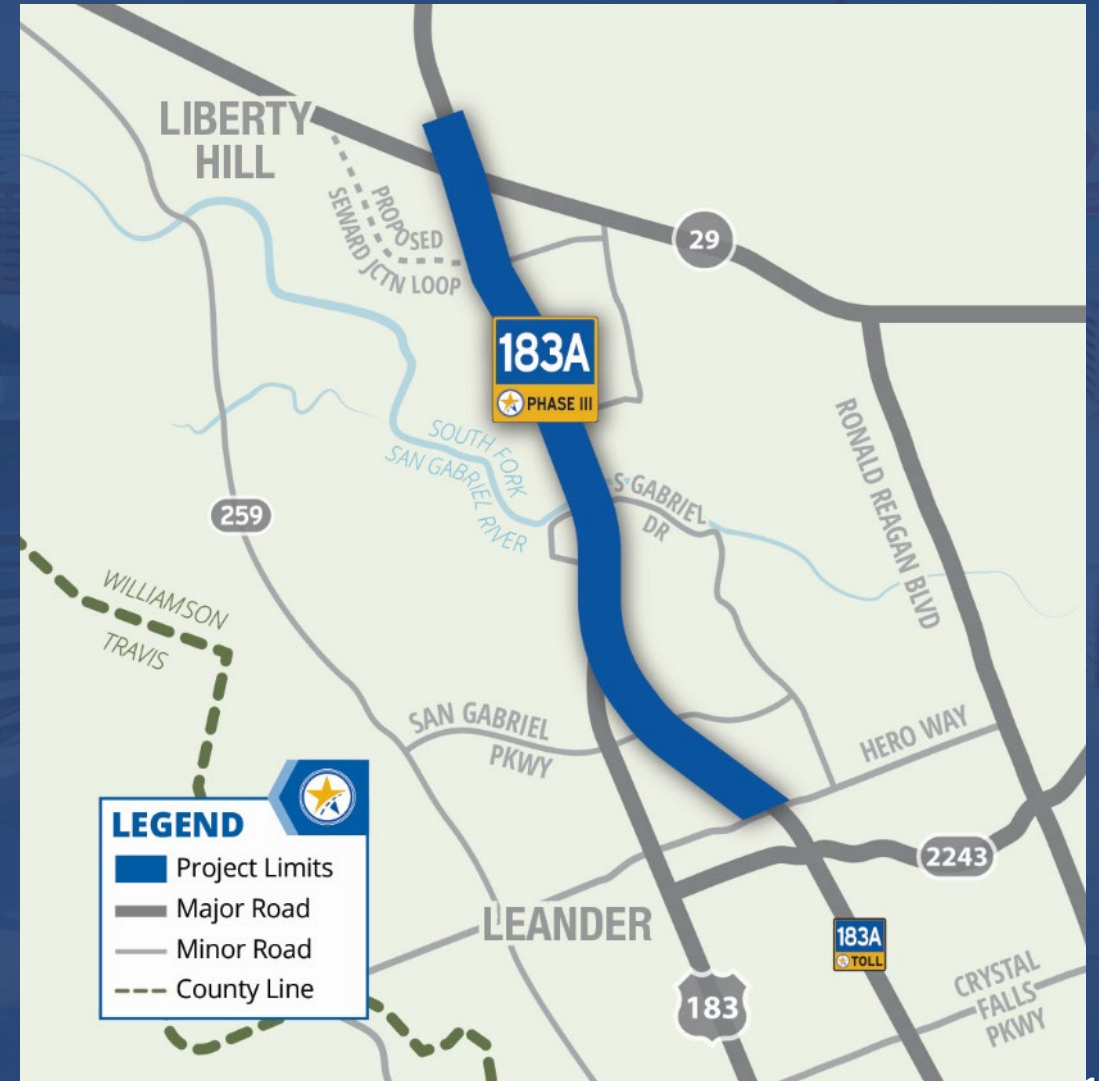 LIBERTY
HILL
PROPOSED
SEWARD JCTN LOOP
29
183A
PHASE III
SOUTH FORK
SAN GABRIEL RIVER
S GABRIEL
DR
RONALD REAGAN BLVD
259
WILLIAMSON
TRAVIS
SAN GABRIEL
PKWY
HERO WAY
LEGEND
Project Limits
Major Road
Minor Road
County Line
2243
LEANDER
183A
TOLL
183
CRYSTAL
FALLS
PKWY